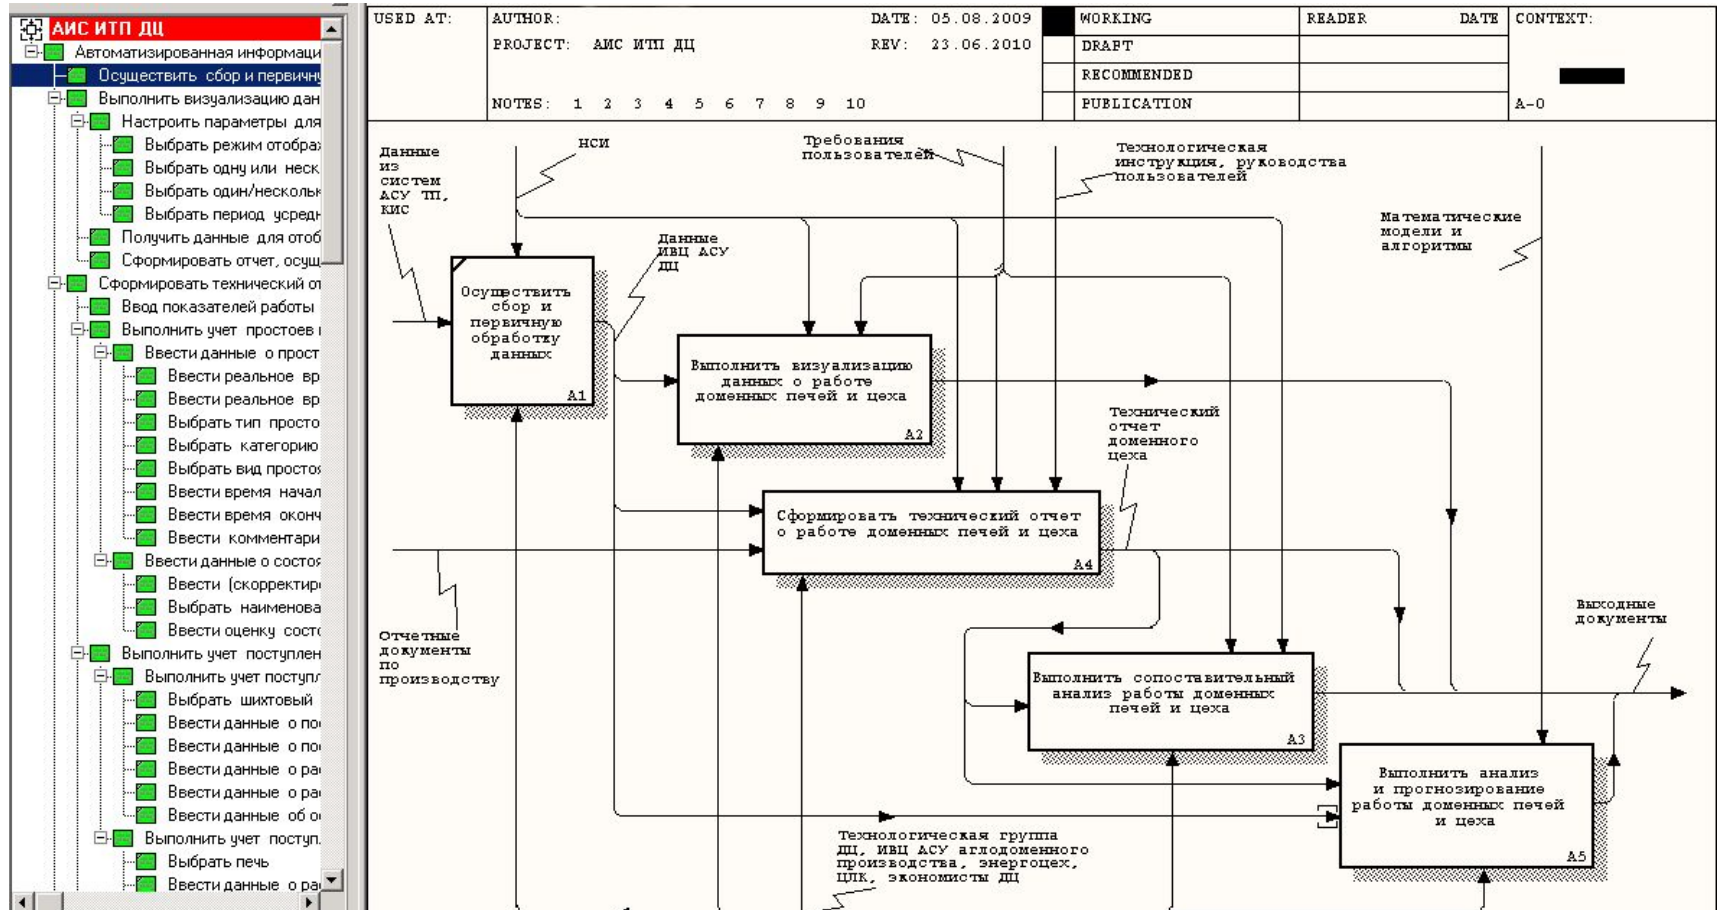 АИС ИТП ДЦ
Автоматизированная информаци
Осуществить сбор и первичну
Выполнить визуализацию дан
Настроить параметры для
Выбрать режим отображ
Выбрать одну или неск
Выбрать один/нескольк
Выбрать период усредн
Получить данные для отоб
Сформировать отчет, осущ
Сформировать технический от
Ввод показателей работы
Выполнить учет простоев
Ввести данные о прост
Ввести реальное вр
Ввести реальное вр
Выбрать тип просто
Выбрать категорию
Выбрать вид простоя
Ввести время начал
Ввести время оконч
Ввести комментари
Ввести данные о состоя
Ввести (скорректиро
Выбрать наименова
Ввести оценку состо
Выполнить учет поступлен
Выполнить учет поступл
Выбрать шихтовый
Ввести данные о пос
Ввести данные о пос
Ввести данные о рас
Ввести данные о рас
Ввести данные об о
Выполнить учет поступ.
Выбрать печь
Ввести данные о рас
USED AT:
AUTHOR:
DATE: 05.08.2009
PROJECT: АИС ИТП ДЦ
REV: 23.06.2010
NOTES: 1 2 3 4 5 6 7 8 9 10
WORKING
DRAFT
RECOMMENDED
PUBLICATION
READER DATE
CONTEXT:
A-0
Данные
из
систем
АСУ ТП,
КИС
НСИ
Требования
пользователей
Технологическая
инструкция, руководства
пользователей
Математические
модели и
алгоритмы
Данные
ИВЦ АСУ
ДЦ
Осуществить
сбор и
первичную
обработку
данных
A1
Выполнить визуализацию
данных о работе
доменных печей и цеха
A2
Технический
отчет
доменного
цеха
Сформировать технический отчет
о работе доменных печей и цеха
A4
Отчетные
документы
по
производству
Выходные
документы
Выполнить сопоставительный
анализ работы доменных
печей и цеха
A3
Выполнить анализ
и прогнозирование
работы доменных печей
и цеха
A5
Технологическая группа
ДЦ, ИВЦ АСУ аглодоменного
производства, энергоцех,
ЦЛК, экономисты ДЦ